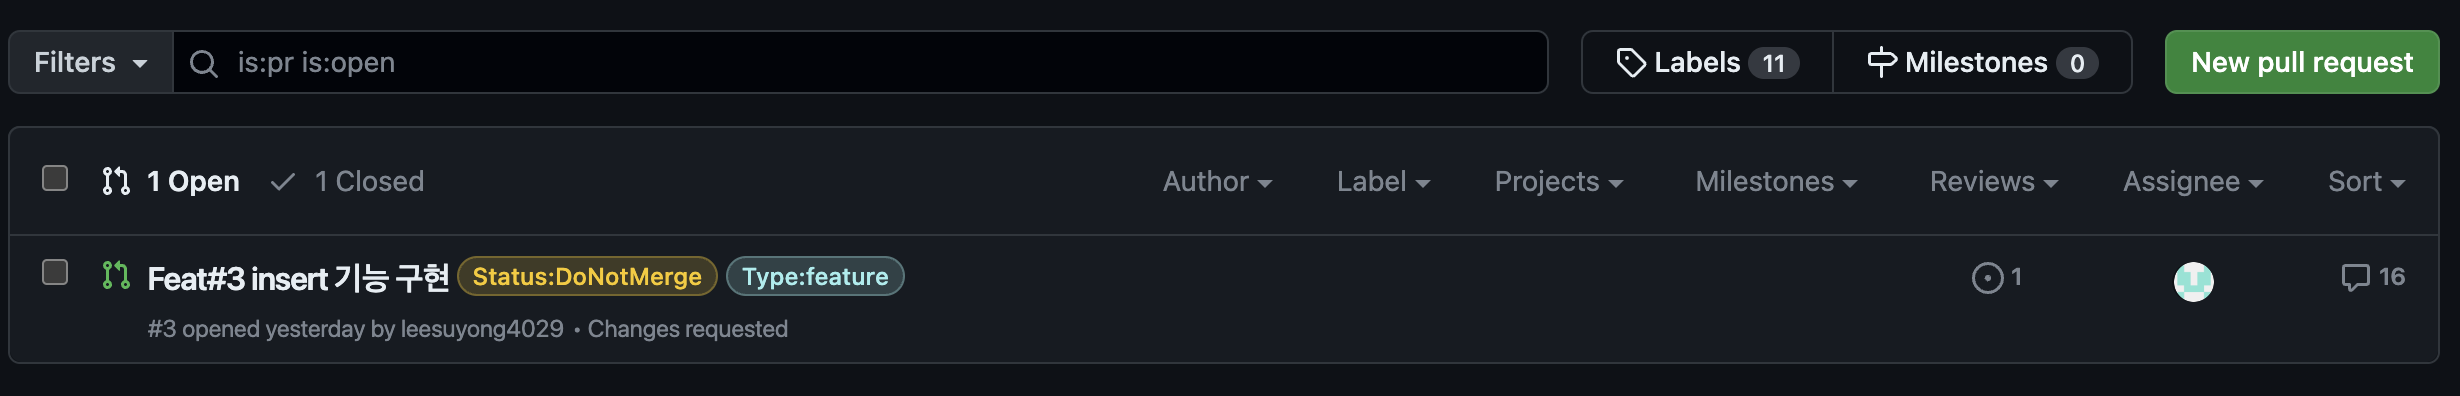 Filters is:pr is:open Labels 11 Milestones 0 New pull request
1 Open 1 Closed Author Label Projects Milestones Reviews Assignee Sort
Feat#3 insert 기능 구현 Status:DoNotMerge Type:feature 1 16
#3 opened yesterday by leesuyong4029 • Changes requested